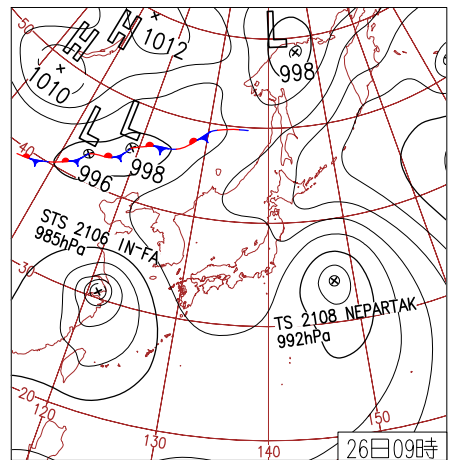 50
H
H
1012
L
1010
998
L
L
40
996
998
STS 2106 IN-FA
985hPa
30
TS 2108 NEPARTAK
992hPa
20
120
130
140
150
26日09時